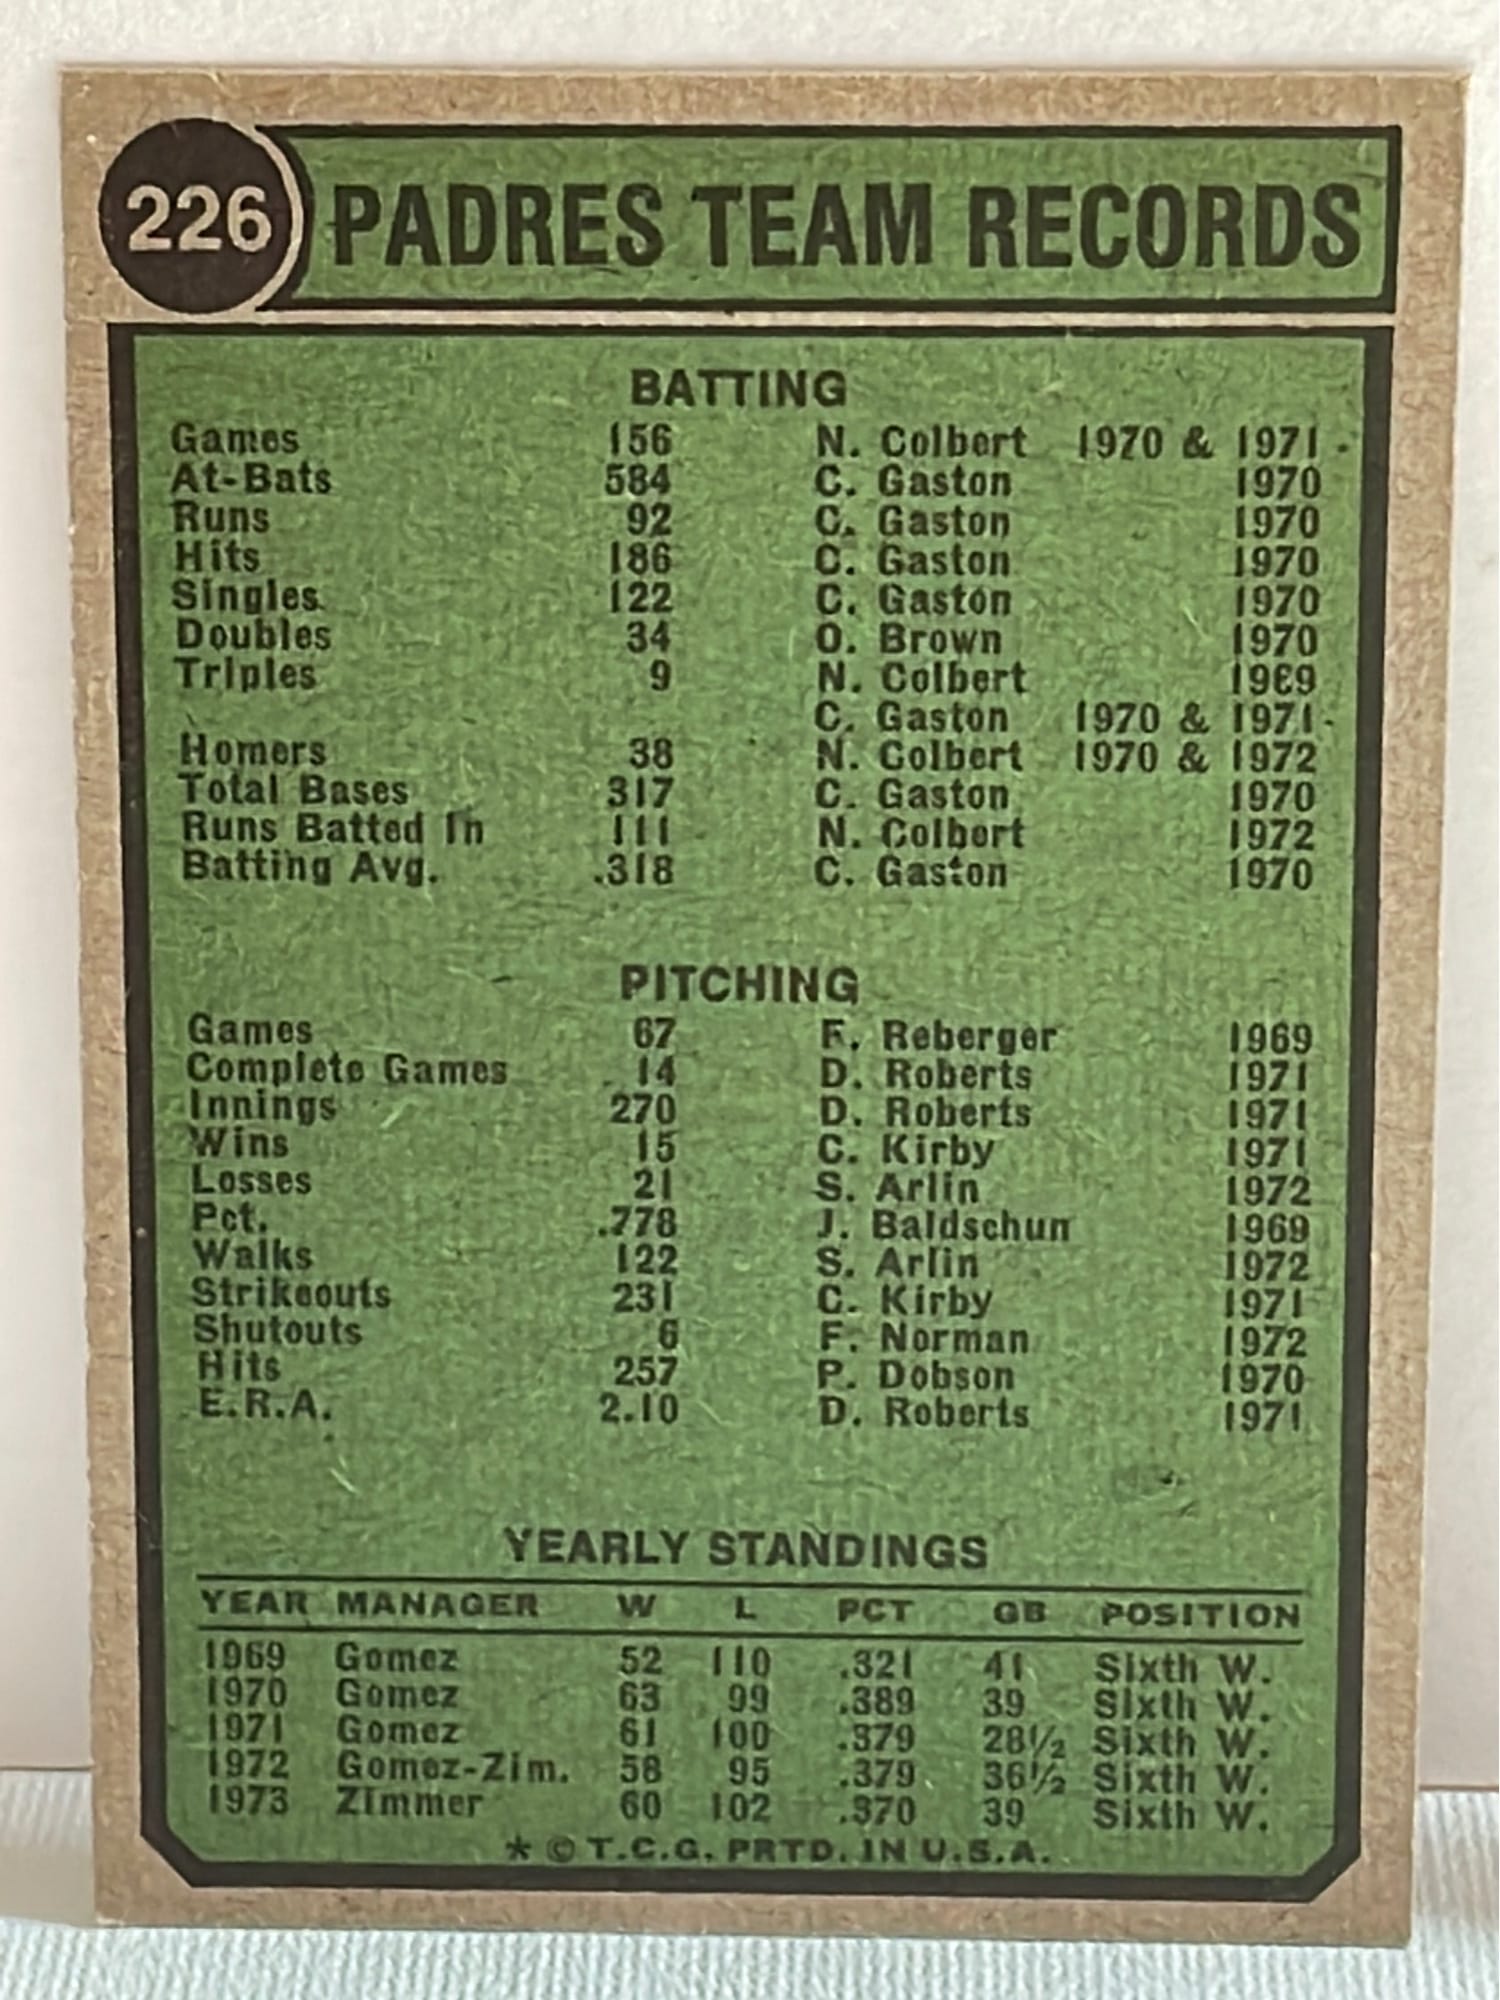 226 PADRES TEAM RECORDS
BATTING
Games 156 N. Colbert 1970 & 1971
At-Bats 584 C. Gaston 1970
Runs 92 C. Gaston 1970
Hits 186 C. Gaston 1970
Singles 122 C. Gaston 1970
Doubles 34 O. Brown 1970
Triples 9 N. Colbert 1969
C. Gaston 1970 & 1971
Homers 38 N. Colbert 1970 & 1972
Total Bases 317 C. Gaston 1970
Runs Batted In 111 N. Colbert 1972
Batting Avg. .318 C. Gaston 1970
PITCHING
Games 67 F. Reberger 1969
Complete Games 14 D. Roberts 1971
Innings 270 D. Roberts 1971
Wins 15 C. Kirby 1971
Losses 21 S. Arlin 1972
Pct. .778 J. Baldschun 1969
Walks 122 S. Arlin 1972
Strikeouts 231 C. Kirby 1971
Shutouts 6 F. Norman 1972
Hits 257 P. Dobson 1970
E.R.A. 2.10 D. Roberts 1971
YEARLY STANDINGS
YEAR MANAGER W L PCT GB POSITION
1969 Gomez 52 110 .321 41 Sixth W.
1970 Gomez 63 99 .389 39 Sixth W.
1971 Gomez 61 100 .379 28½ Sixth W.
1972 Gomez-Zim. 58 95 .379 36½ Sixth W.
1973 Zimmer 60 102 .370 39 Sixth W.
* © T.C.G. PRTD. IN U.S.A.